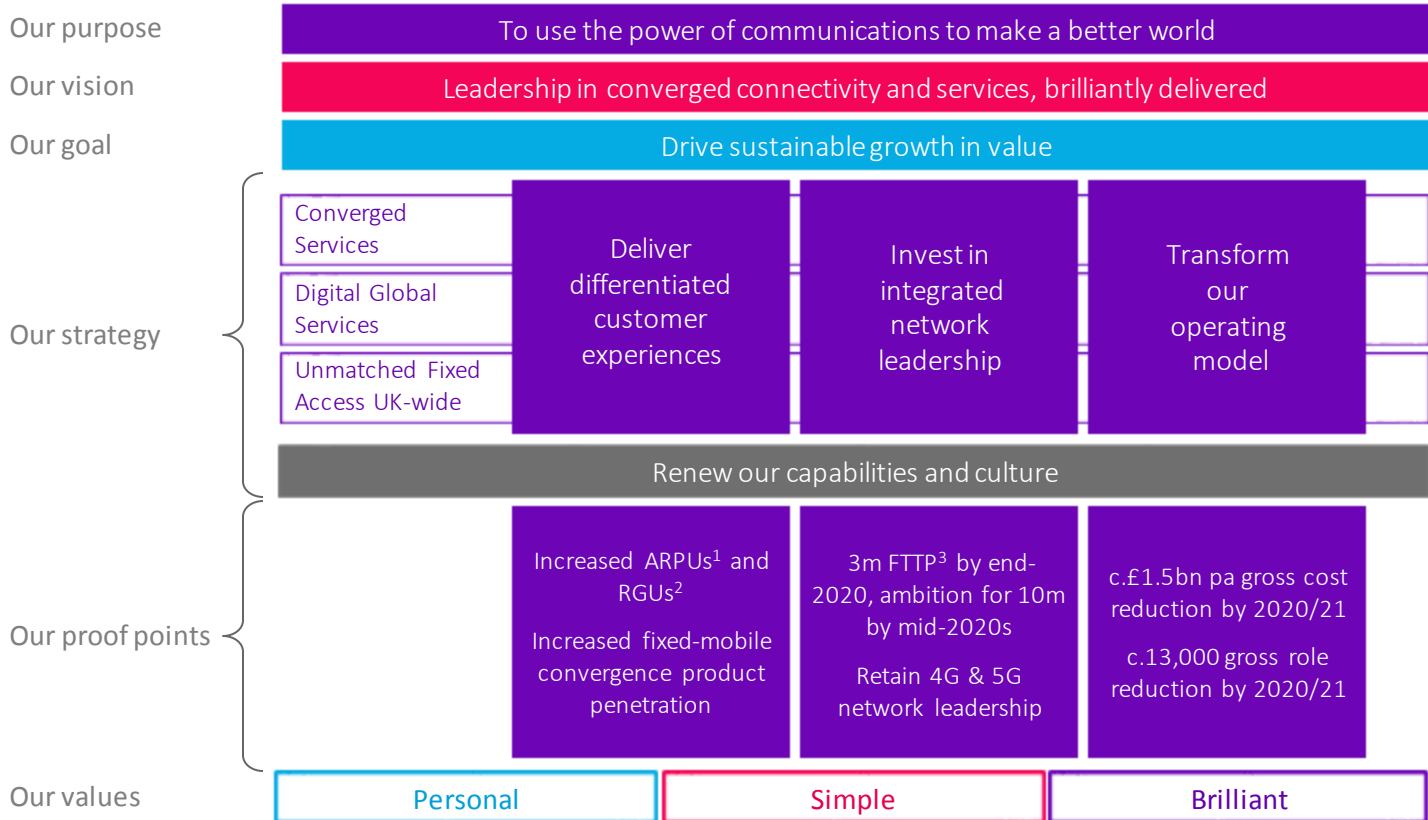 Our purpose
To use the power of communications to make a better world
Our vision
Leadership in converged connectivity and services, brilliantly delivered
Our goal
Drive sustainable growth in value
Our strategy
Converged
Services
Digital Global
Services
Unmatched Fixed
Access UK-wide
Deliver
differentiated
customer
experiences
Invest in
integrated
network
leadership
Transform
our
operating
model
Renew our capabilities and culture
Our proof points
Increased ARPUs¹ and
RGUs²
Increased fixed-mobile
convergence product
penetration
3m FTTP³ by end-
2020, ambition for 10m
by mid-2020s
Retain 4G & 5G
network leadership
c.£1.5bn pa gross cost
reduction by 2020/21
c.13,000 gross role
reduction by 2020/21
Our values
Personal
Simple
Brilliant